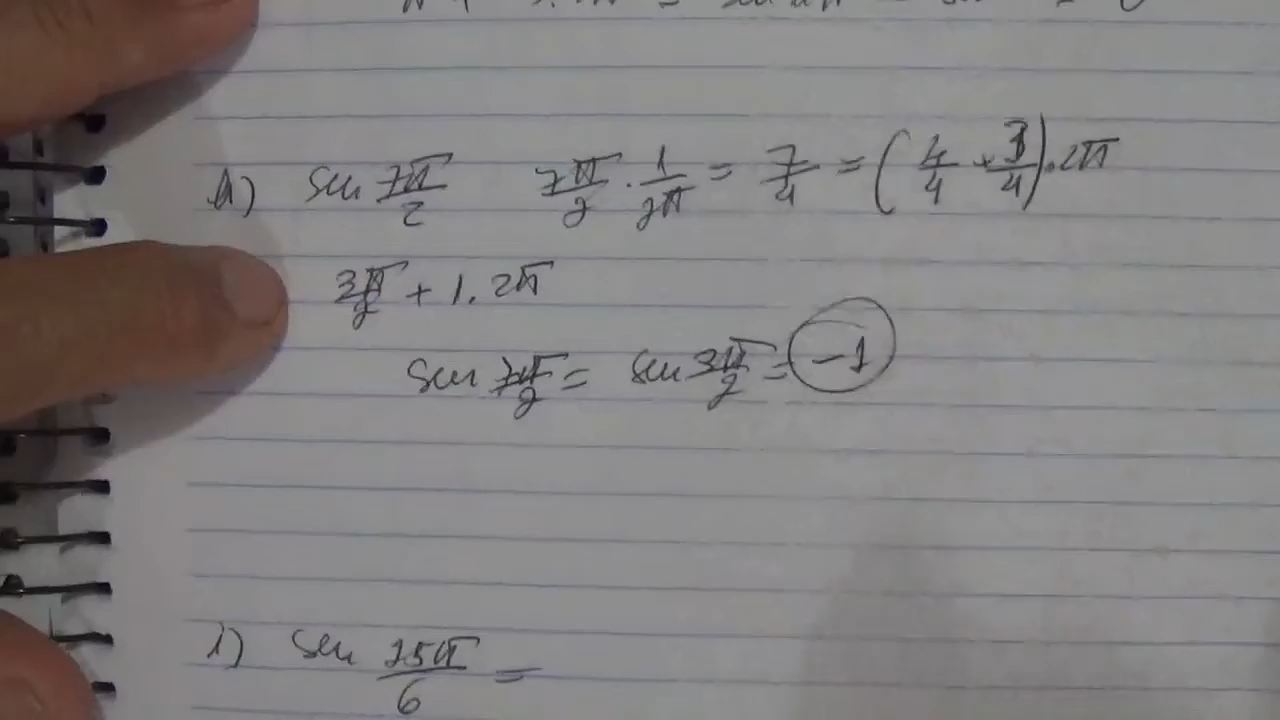 h) sen 7π/2 7π/2 . 1/2π = 7/4 = (4/4 + 3/4) . 2π
3π/2 + 1 . 2π
sen 7π/2 = sen 3π/2 = -1
i) sen 25π/6 =